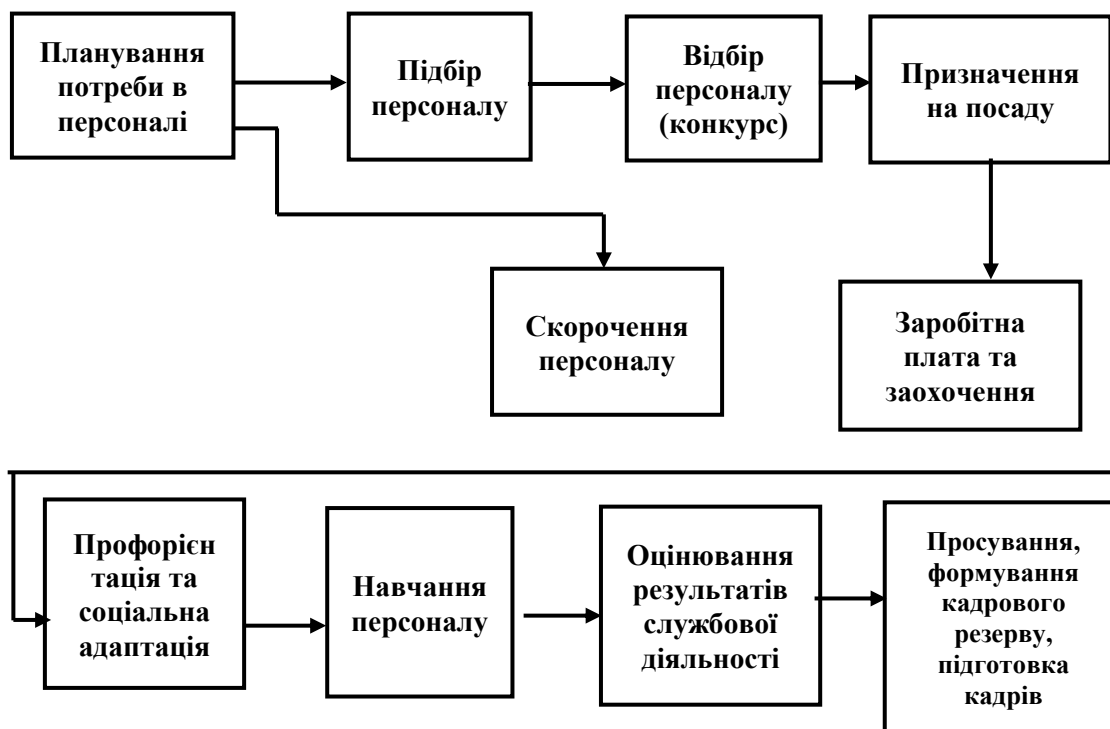 Планування
потреби в
персоналі
Підбір
персоналу
Відбір
персоналу
(конкурс)
Призначення
на посаду
Скорочення
персоналу
Заробітна
плата та
заохочення
Профорієн
тація та
соціальна
адаптація
Навчання
персоналу
Оцінювання
результатів
службової
діяльності
Просування,
формування
кадрового
резерву,
підготовка
кадрів